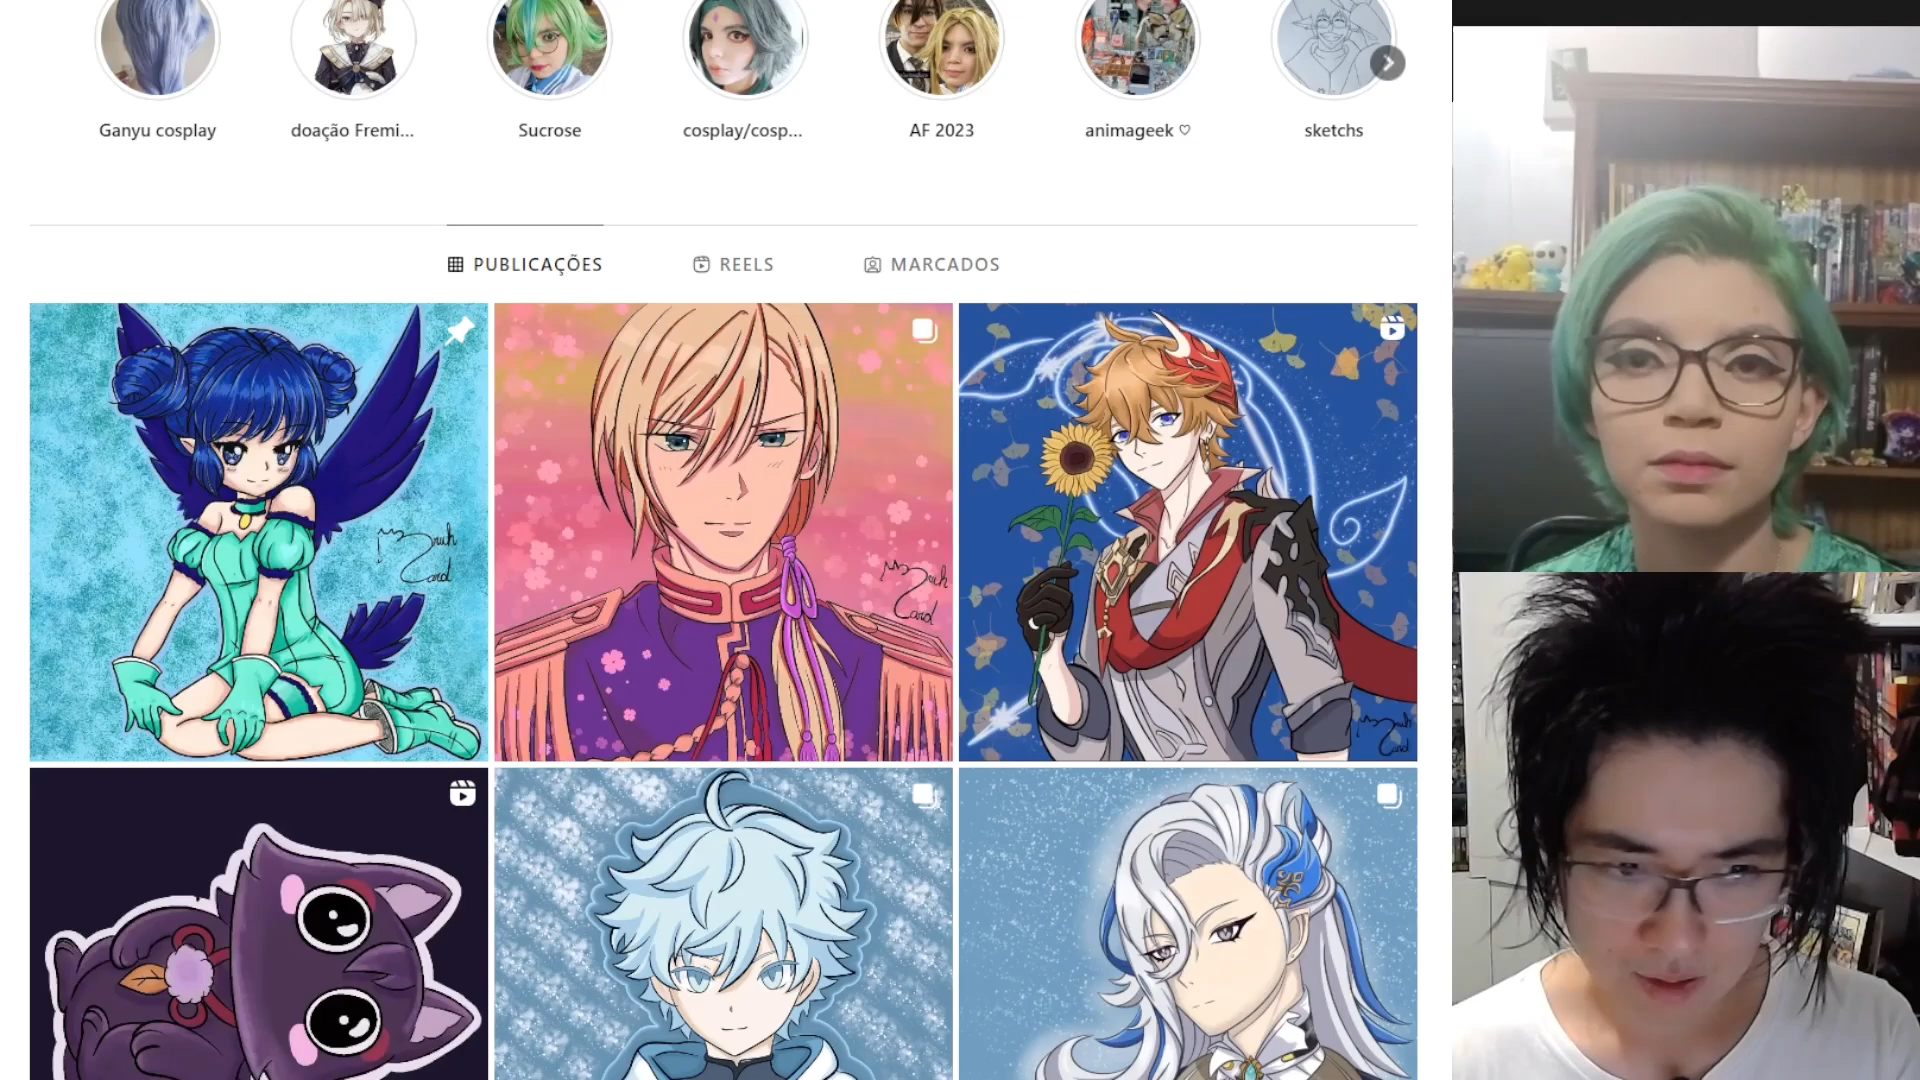 Ganyu cosplay
doação Fremi...
Sucrose
cosplay/cosp...
AF 2023
animageek ♡
sketchs
PUBLICAÇÕES
REELS
MARCADOS